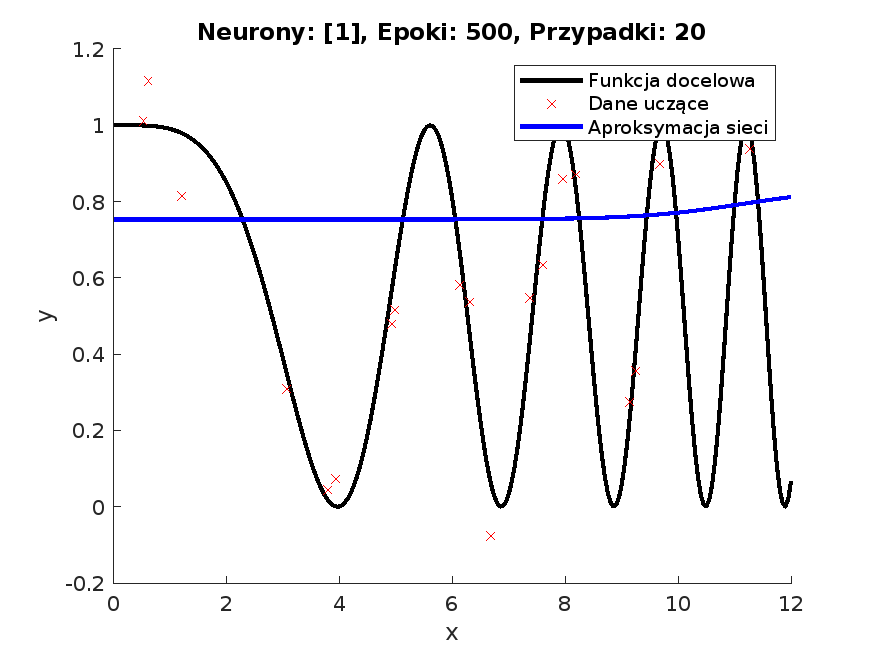 Neurony: [1], Epoki: 500, Przypadki: 20
1.2
Funkcja docelowa
Dane uczące
Aproksymacja sieci
1
0.8
0.6
y
0.4
0.2
0
-0.2
0 2 4 6 8 10 12
x